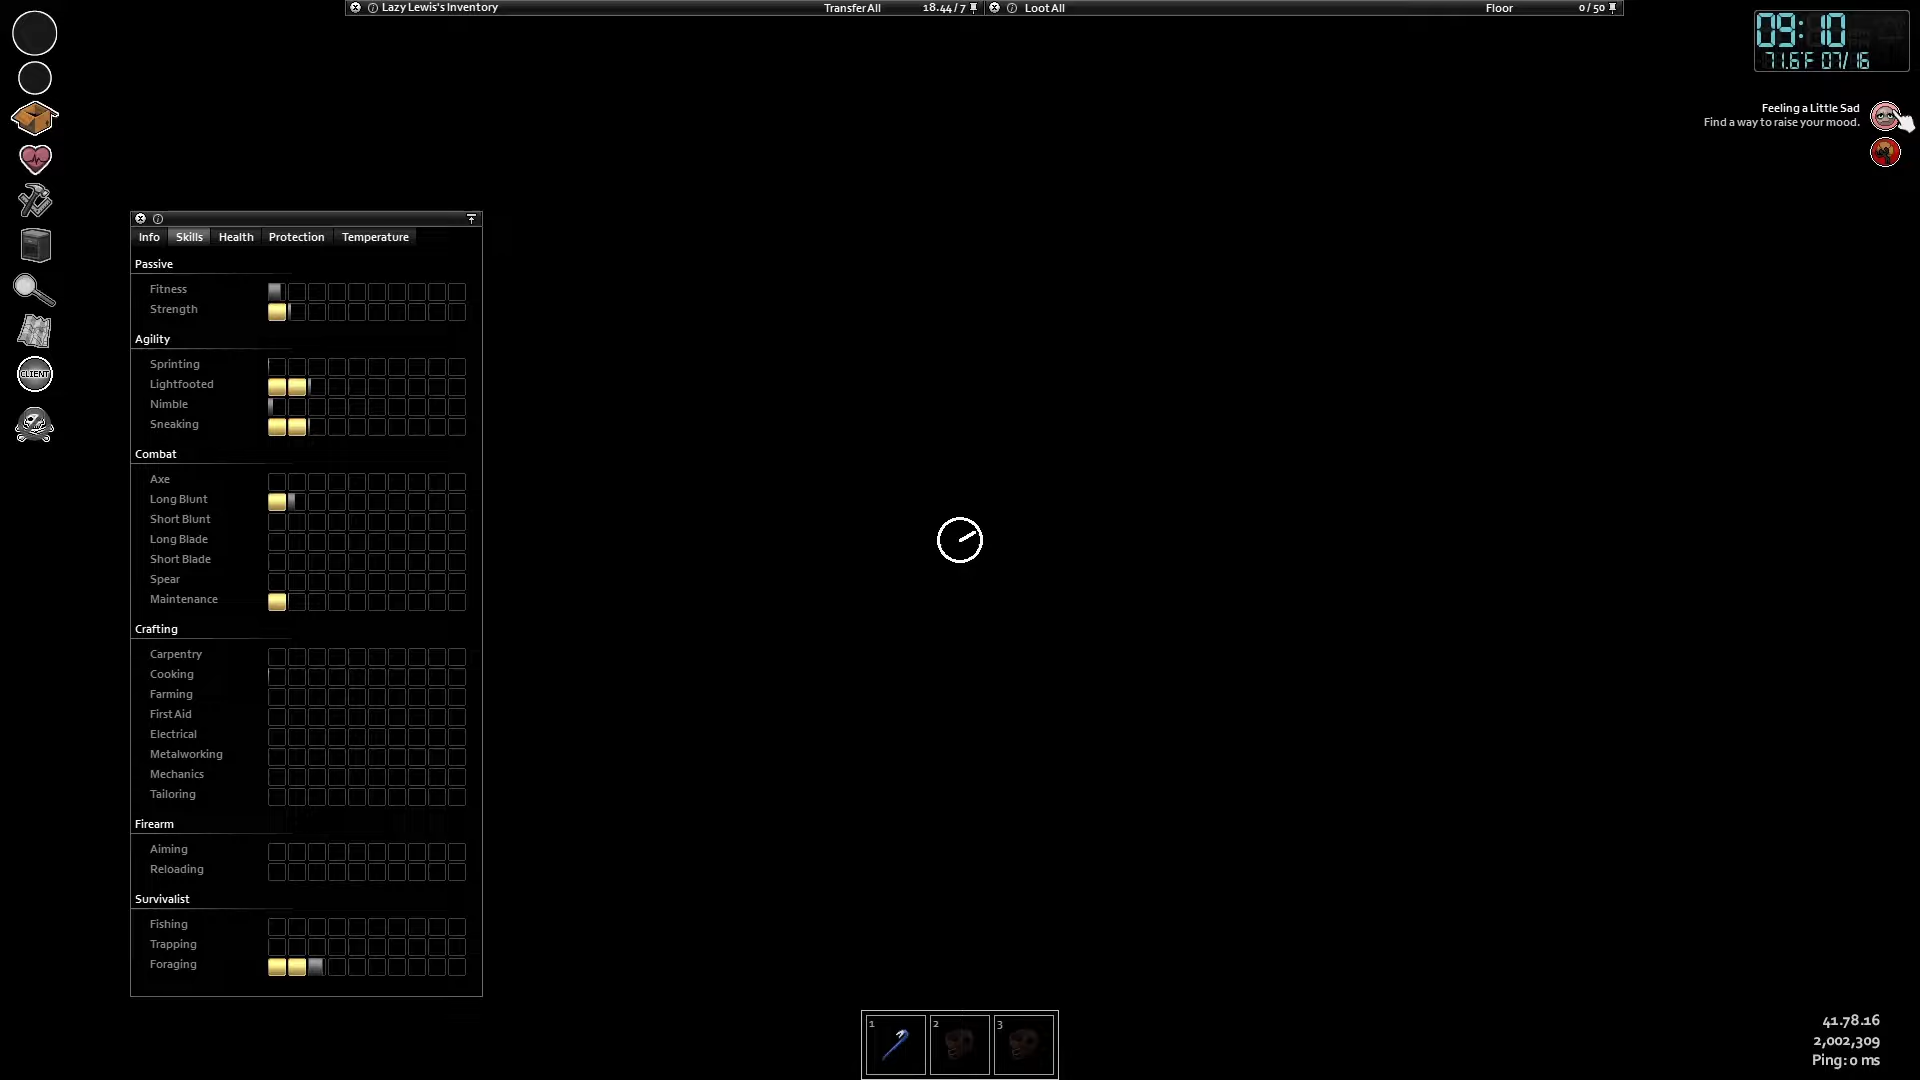 Lazy Lewis's Inventory
Transfer All
18.44 / 7
Loot All
Floor
0 / 50
09:10
71.6°F 07/16
Feeling a Little Sad
Find a way to raise your mood.
CLIENT
Info
Skills
Health
Protection
Temperature
Passive
Fitness
Strength
Agility
Sprinting
Lightfooted
Nimble
Sneaking
Combat
Axe
Long Blunt
Short Blunt
Long Blade
Short Blade
Spear
Maintenance
Crafting
Carpentry
Cooking
Farming
First Aid
Electrical
Metalworking
Mechanics
Tailoring
Firearm
Aiming
Reloading
Survivalist
Fishing
Trapping
Foraging
1
2
3
41.78.16
2,002,309
Ping: 0 ms